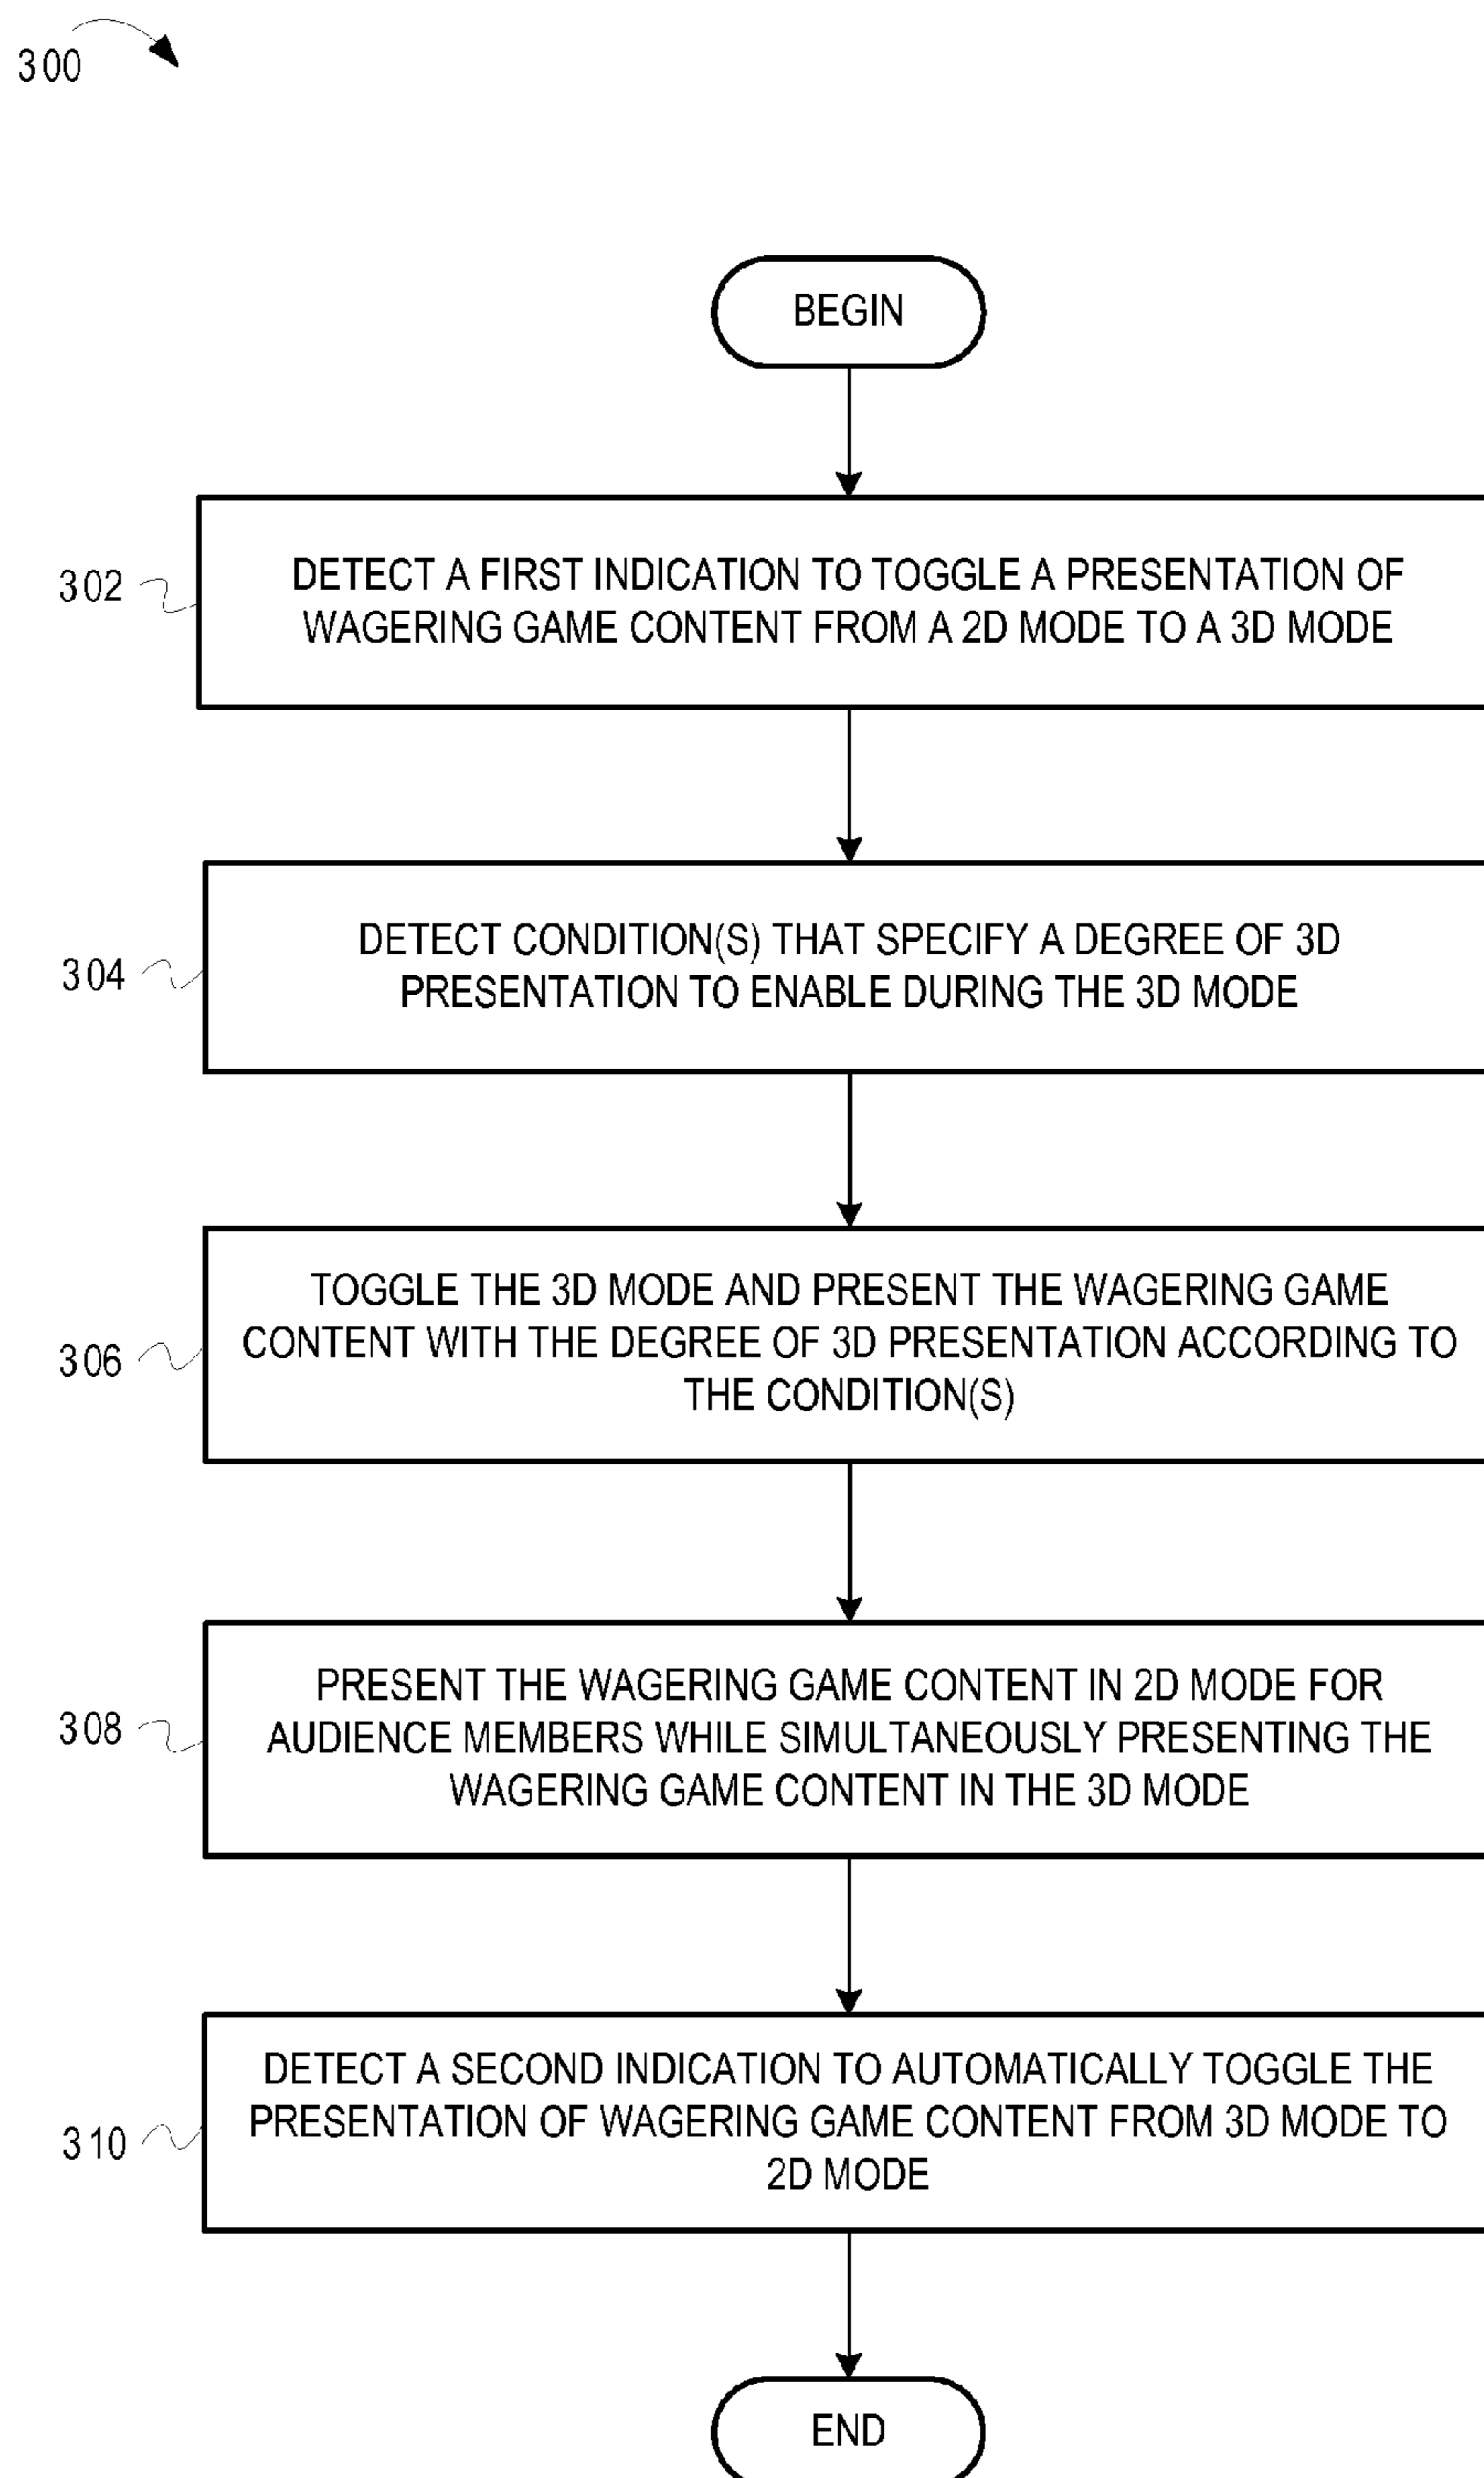 300
BEGIN
302
DETECT A FIRST INDICATION TO TOGGLE A PRESENTATION OF
WAGERING GAME CONTENT FROM A 2D MODE TO A 3D MODE
304
DETECT CONDITION(S) THAT SPECIFY A DEGREE OF 3D
PRESENTATION TO ENABLE DURING THE 3D MODE
306
TOGGLE THE 3D MODE AND PRESENT THE WAGERING GAME
CONTENT WITH THE DEGREE OF 3D PRESENTATION ACCORDING TO
THE CONDITION(S)
308
PRESENT THE WAGERING GAME CONTENT IN 2D MODE FOR
AUDIENCE MEMBERS WHILE SIMULTANEOUSLY PRESENTING THE
WAGERING GAME CONTENT IN THE 3D MODE
310
DETECT A SECOND INDICATION TO AUTOMATICALLY TOGGLE THE
PRESENTATION OF WAGERING GAME CONTENT FROM 3D MODE TO
2D MODE
END